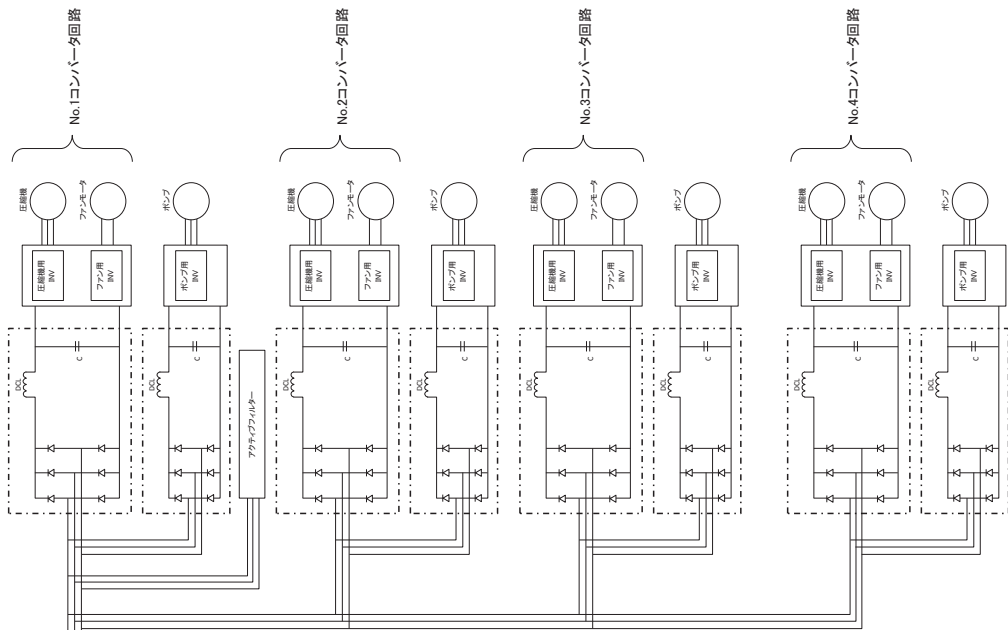 No.1コンバータ回路
No.2コンバータ回路
No.3コンバータ回路
No.4コンバータ回路
圧縮機
ファンモータ
ポンプ
圧縮機
ファンモータ
ポンプ
圧縮機
ファンモータ
ポンプ
圧縮機
ファンモータ
ポンプ
圧縮機用
INV
ファン用
INV
ポンプ用
INV
圧縮機用
INV
ファン用
INV
ポンプ用
INV
圧縮機用
INV
ファン用
INV
ポンプ用
INV
圧縮機用
INV
ファン用
INV
ポンプ用
INV
C
C
C
C
C
C
C
C
DCL
DCL
DCL
DCL
DCL
DCL
DCL
DCL
アクティブフィルター